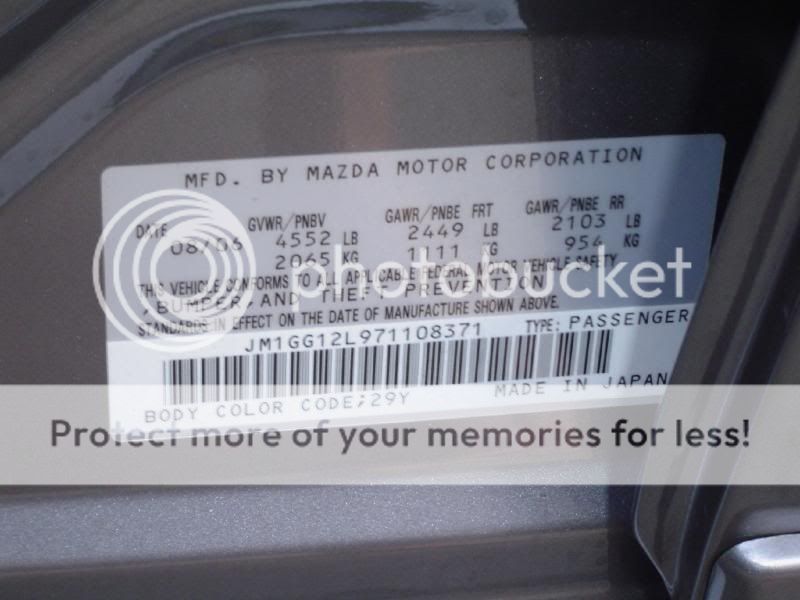 MFD. BY MAZDA MOTOR CORPORATION
DATE GVWR/PNBV GAWR/PNBE FRT GAWR/PNBE RR
08/06 4552 LB 2449 LB 2103 LB
2065 KG 1111 KG 954 KG
THIS VEHICLE CONFORMS TO ALL APPLICABLE FEDERAL MOTOR VEHICLE SAFETY
, BUMPER, AND THEFT PREVENTION
STANDARDS IN EFFECT ON THE DATE OF MANUFACTURE SHOWN ABOVE.
JM1GG12L971108371 TYPE: PASSENGER
BODY COLOR CODE;29Y MADE IN JAPAN
photobucket
Protect more of your memories for less!